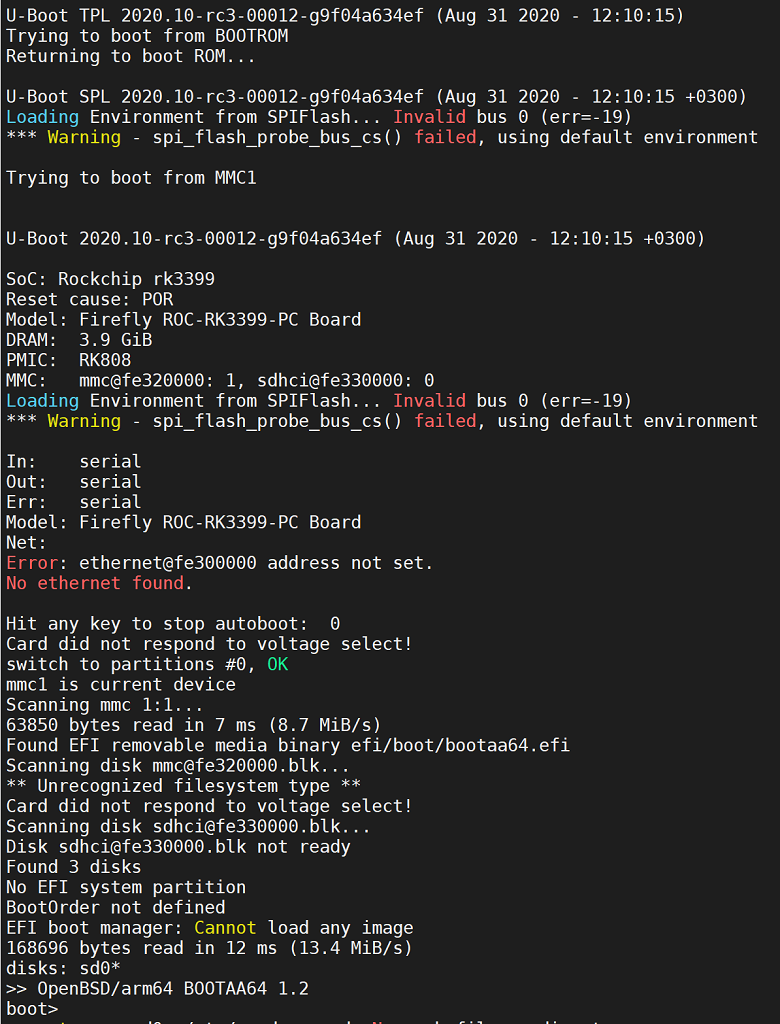 U-Boot TPL 2020.10-rc3-00012-g9f04a634ef (Aug 31 2020 - 12:10:15)
Trying to boot from BOOTROM
Returning to boot ROM...
U-Boot SPL 2020.10-rc3-00012-g9f04a634ef (Aug 31 2020 - 12:10:15 +0300)
Loading Environment from SPIFlash... Invalid bus 0 (err=-19)
*** Warning - spi_flash_probe_bus_cs() failed, using default environment
Trying to boot from MMC1
U-Boot 2020.10-rc3-00012-g9f04a634ef (Aug 31 2020 - 12:10:15 +0300)
SoC: Rockchip rk3399
Reset cause: POR
Model: Firefly ROC-RK3399-PC Board
DRAM:  3.9 GiB
PMIC:  RK808
MMC:   mmc@fe320000: 1, sdhci@fe330000: 0
Loading Environment from SPIFlash... Invalid bus 0 (err=-19)
*** Warning - spi_flash_probe_bus_cs() failed, using default environment
In:    serial
Out:   serial
Err:   serial
Model: Firefly ROC-RK3399-PC Board
Net:
Error: ethernet@fe300000 address not set.
No ethernet found.
Hit any key to stop autoboot:  0
Card did not respond to voltage select!
switch to partitions #0, OK
mmc1 is current device
Scanning mmc 1:1...
63850 bytes read in 7 ms (8.7 MiB/s)
Found EFI removable media binary efi/boot/bootaa64.efi
Scanning disk mmc@fe320000.blk...
** Unrecognized filesystem type **
Card did not respond to voltage select!
Scanning disk sdhci@fe330000.blk...
Disk sdhci@fe330000.blk not ready
Found 3 disks
No EFI system partition
BootOrder not defined
EFI boot manager: Cannot load any image
168696 bytes read in 12 ms (13.4 MiB/s)
disks: sd0*
>> OpenBSD/arm64 BOOTAA64 1.2
boot>